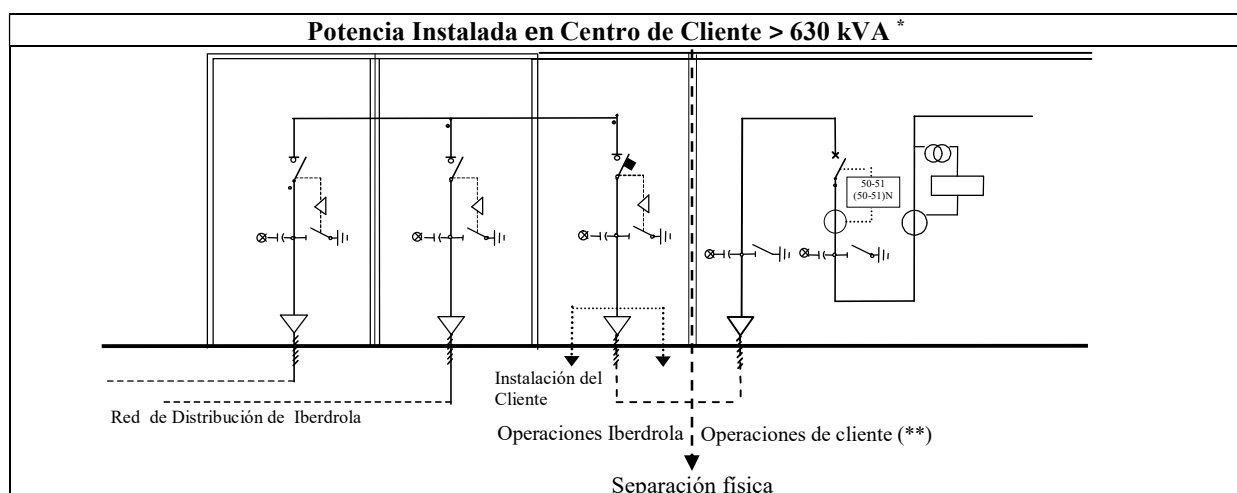 Potencia Instalada en Centro de Cliente > 630 kVA *
50-51
(50-51)N
Instalación del
Cliente
Red de Distribución de Iberdrola
Operaciones Iberdrola
Operaciones de cliente (**)
Separación física